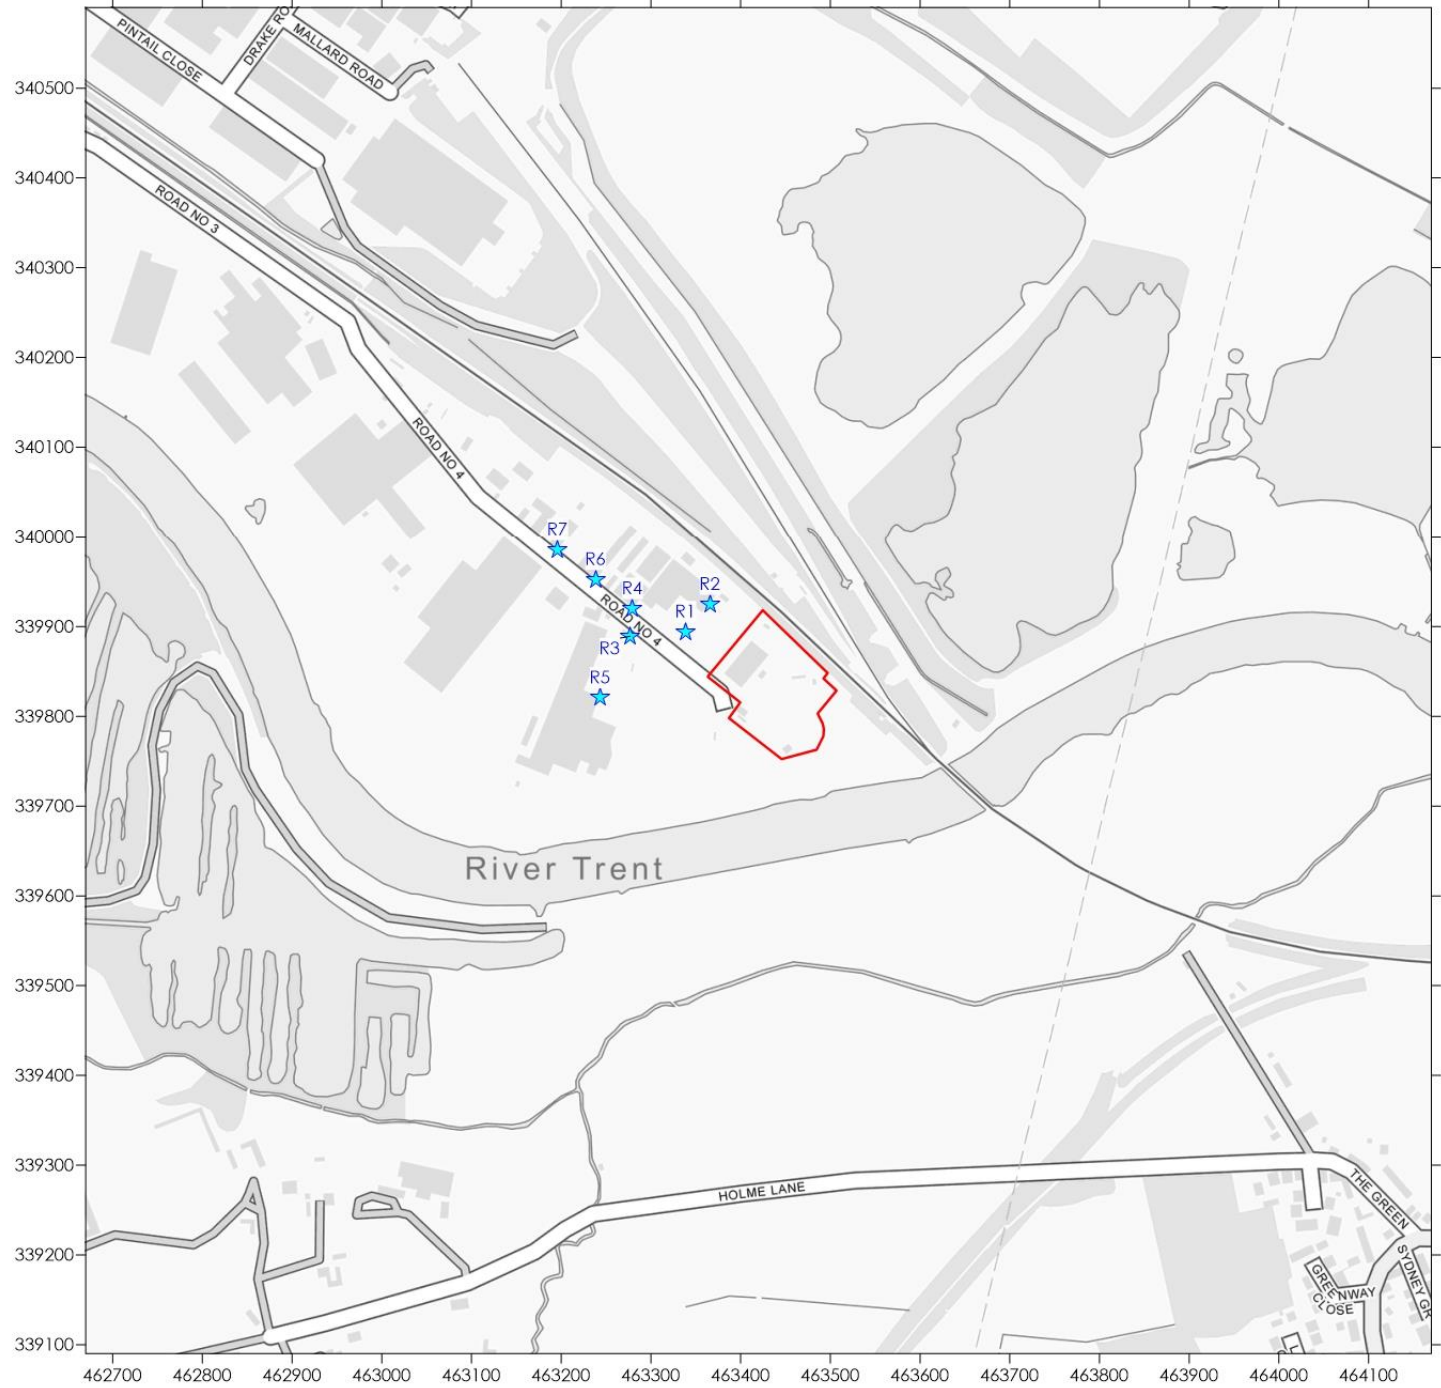 PINTAIL CLOSE
DRAKE RO
MALLARD ROAD
340500
340400
ROAD NO 3
340300
340200
340100
ROAD NO 4
340000
R7
R6
R4
R2
ROAD NO 4
R1
339900
R3
R5
339800
339700
River Trent
339600
339500
339400
339300
HOLME LANE
THE GREEN
339200
SYDNEY GR
GREENWAY
CLOSE
339100
462700 462800 462900 463000 463100 463200 463300 463400 463500 463600 463700 463800 463900 464000 464100